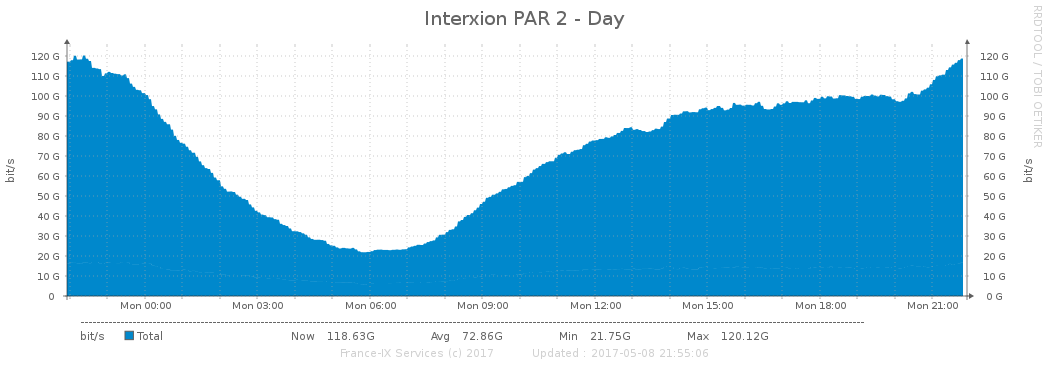 Interxion PAR 2 - Day
RRDTOOL / TOBI OETIKER
bit/s
120 G 120 G
110 G 110 G
100 G 100 G
90 G 90 G
80 G 80 G
70 G 70 G
60 G 60 G
50 G 50 G
40 G 40 G
30 G 30 G
20 G 20 G
10 G 10 G
0 0 G
bit/s
Mon 00:00 Mon 03:00 Mon 06:00 Mon 09:00 Mon 12:00 Mon 15:00 Mon 18:00 Mon 21:00
bit/s Total Now 118.63G Avg 72.86G Min 21.75G Max 120.12G
France-IX Services (c) 2017 Updated : 2017-05-08 21:55:06